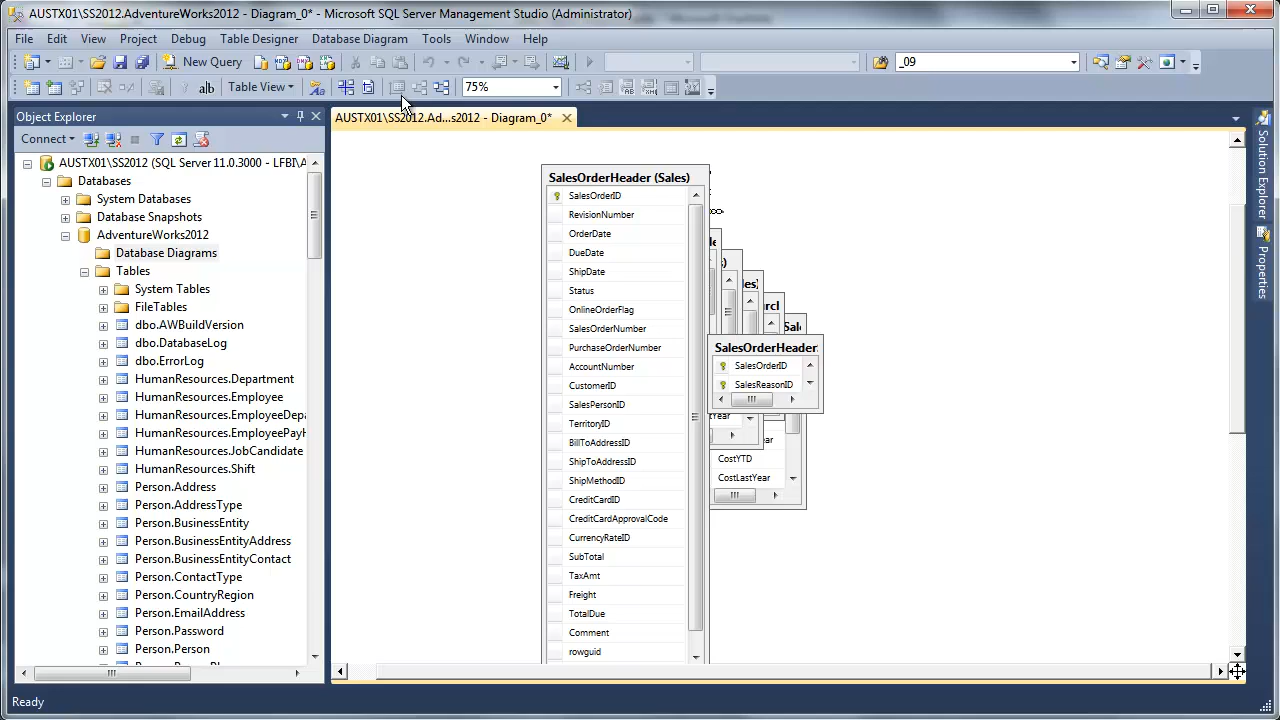 AUSTX01\SS2012.AdventureWorks2012 - Diagram_0* - Microsoft SQL Server Management Studio (Administrator)
File Edit View Project Debug Table Designer Database Diagram Tools Window Help
New Query _09
ab Table View 75%
Object Explorer
AUSTX01\SS2012.Ad...s2012 - Diagram_0*
Connect
AUSTX01\SS2012 (SQL Server 11.0.3000 - LFBI\A
Databases
System Databases
Database Snapshots
AdventureWorks2012
Database Diagrams
Tables
System Tables
FileTables
dbo.AWBuildVersion
dbo.DatabaseLog
dbo.ErrorLog
HumanResources.Department
HumanResources.Employee
HumanResources.EmployeeDepa
HumanResources.EmployeePayH
HumanResources.JobCandidate
HumanResources.Shift
Person.Address
Person.AddressType
Person.BusinessEntity
Person.BusinessEntityAddress
Person.BusinessEntityContact
Person.ContactType
Person.CountryRegion
Person.EmailAddress
Person.Password
Person.Person
SalesOrderHeader (Sales)
SalesOrderID
RevisionNumber
OrderDate
DueDate
ShipDate
Status
OnlineOrderFlag
SalesOrderNumber
PurchaseOrderNumber
AccountNumber
CustomerID
SalesPersonID
TerritoryID
BillToAddressID
ShipToAddressID
ShipMethodID
CreditCardID
CreditCardApprovalCode
CurrencyRateID
SubTotal
TaxAmt
Freight
TotalDue
Comment
rowguid
SalesOrderHeader
SalesOrderID
SalesReasonID
CostYTD
CostLastYear
Solution Explorer
Properties
Ready